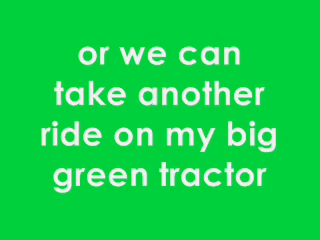 or we can
take another
ride on my big
green tractor